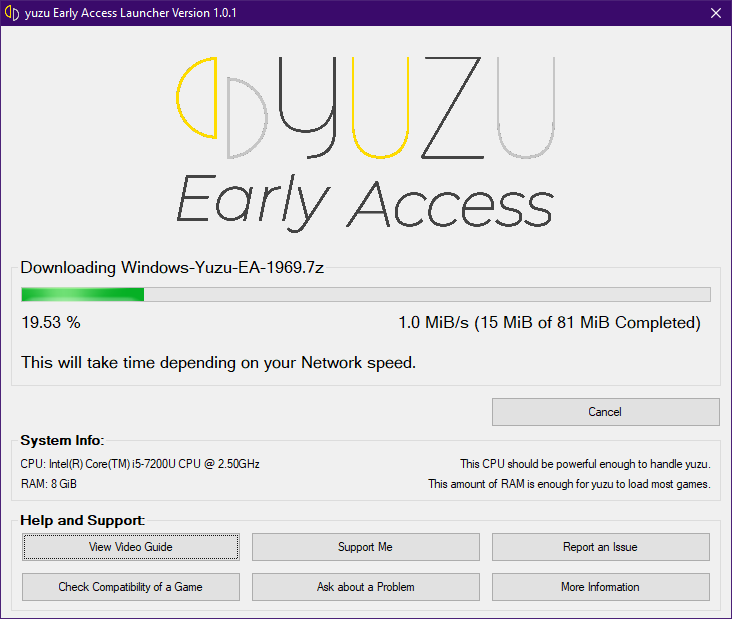 yuzu Early Access Launcher Version 1.0.1
yuzu
Early Access
Downloading Windows-Yuzu-EA-1969.7z
19.53 %
1.0 MiB/s (15 MiB of 81 MiB Completed)
This will take time depending on your Network speed.
Cancel
System Info:
CPU: Intel(R) Core(TM) i5-7200U CPU @ 2.50GHz
This CPU should be powerful enough to handle yuzu.
RAM: 8 GiB
This amount of RAM is enough for yuzu to load most games.
Help and Support:
View Video Guide
Support Me
Report an Issue
Check Compatibility of a Game
Ask about a Problem
More Information